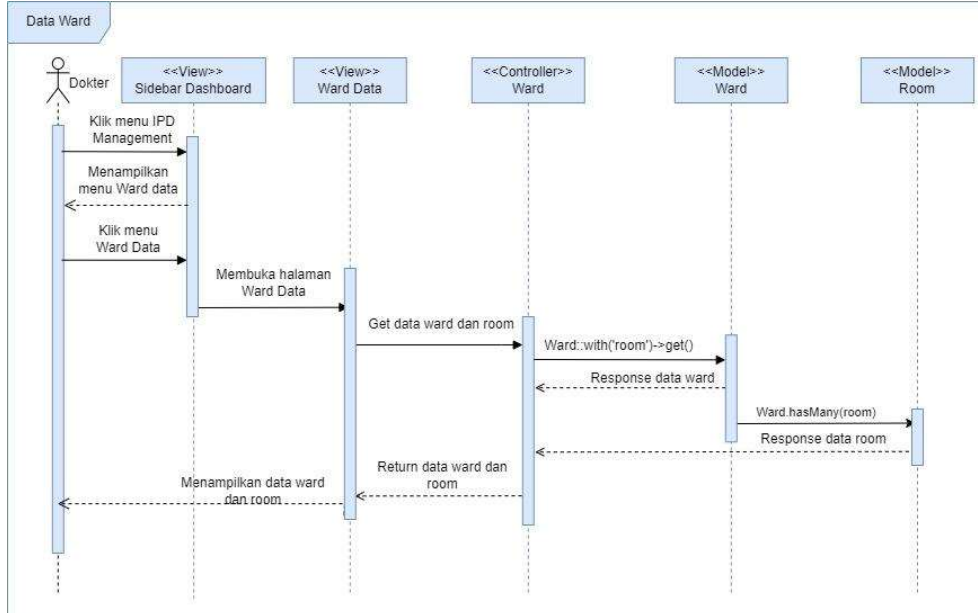 Data Ward
Dokter
<<View>>
Sidebar Dashboard
<<View>>
Ward Data
<<Controller>>
Ward
<<Model>>
Ward
<<Model>>
Room
Klik menu IPD
Management
Menampilkan
menu Ward data
Klik menu
Ward Data
Membuka halaman
Ward Data
Get data ward dan room
Ward::with('room')->get()
Response data ward
Ward.hasMany(room)
Response data room
Return data ward dan
room
Menampilkan data ward
dan room